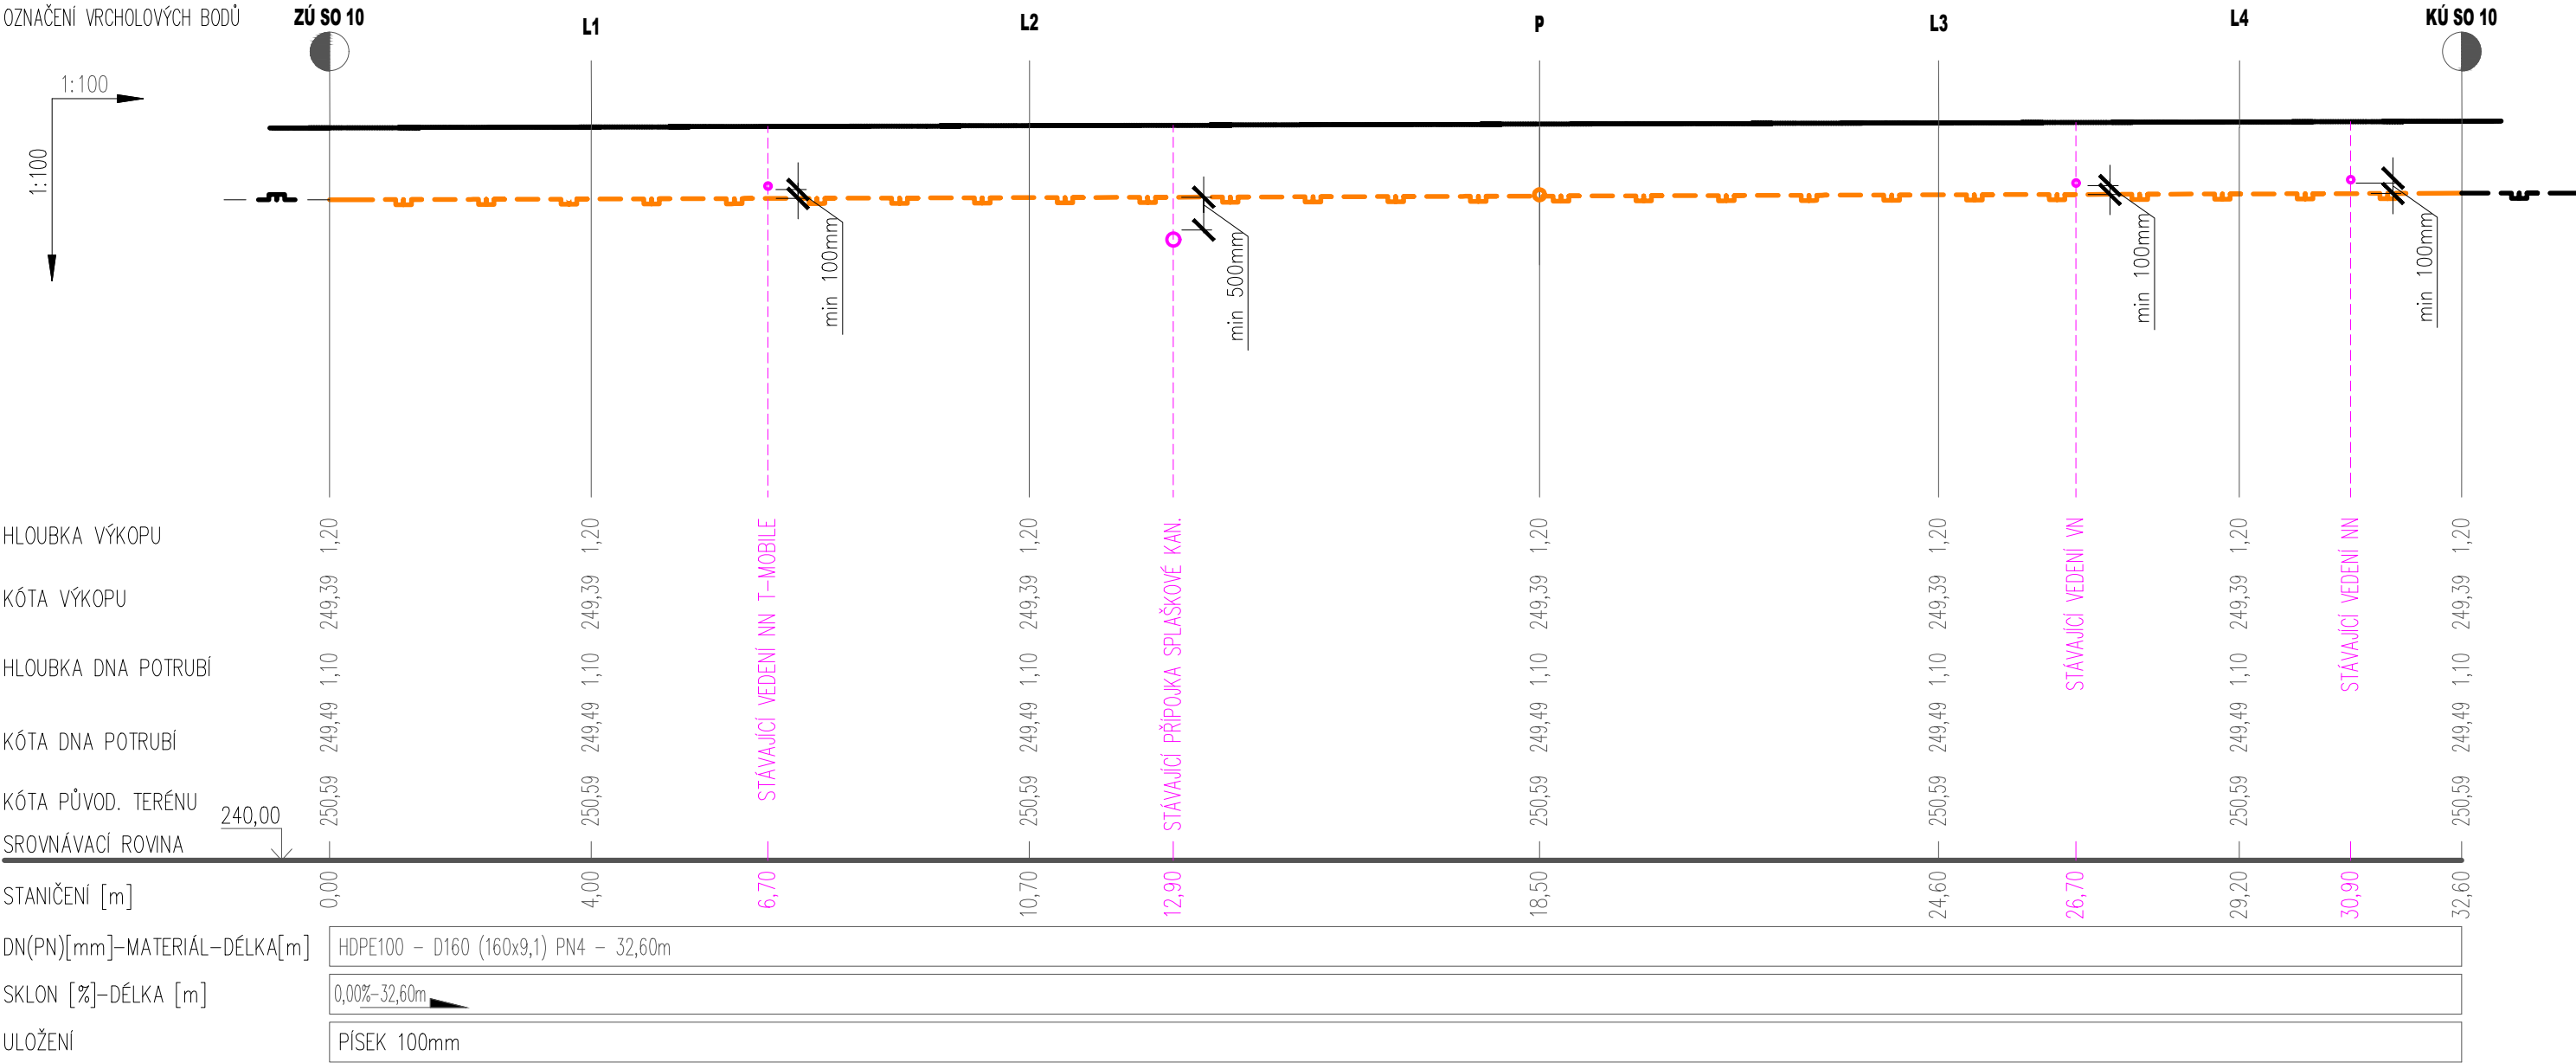 OZNAČENÍ VRCHOLOVÝCH BODŮ
ZÚ SO 10
L1
L2
P
L3
L4
KÚ SO 10
1:100
1:100
min 100mm
min 500mm
min 100mm
min 100mm
HLOUBKA VÝKOPU
1,20
1,20
1,20
1,20
1,20
1,20
1,20
KÓTA VÝKOPU
249,39
249,39
249,39
249,39
249,39
249,39
249,39
HLOUBKA DNA POTRUBÍ
1,10
1,10
1,10
1,10
1,10
1,10
1,10
KÓTA DNA POTRUBÍ
249,49
249,49
249,49
249,49
249,49
249,49
249,49
KÓTA PŮVOD. TERÉNU
250,59
250,59
250,59
250,59
250,59
250,59
250,59
STÁVAJÍCÍ VEDENÍ NN T-MOBILE
STÁVAJÍCÍ PŘÍPOJKA SPLAŠKOVÉ KAN.
STÁVAJÍCÍ VEDENÍ VN
STÁVAJÍCÍ VEDENÍ NN
240,00
SROVNÁVACÍ ROVINA
STANIČENÍ [m]
0,00
4,00
6,70
10,70
12,90
18,50
24,60
26,70
29,20
30,90
32,60
DN(PN)[mm]-MATERIÁL-DÉLKA[m]
HDPE100 - D160 (160x9,1) PN4 - 32,60m
SKLON [%]-DÉLKA [m]
0,00%-32,60m
ULOŽENÍ
PÍSEK 100mm